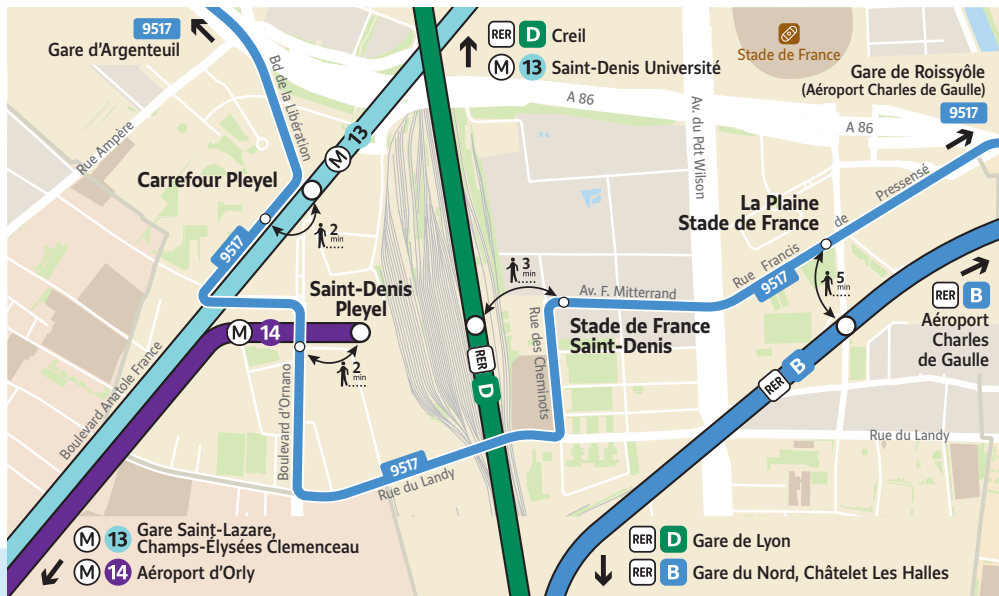 9517
Gare d'Argenteuil
RER D Creil
M 13 Saint-Denis Université
Stade de France
Gare de Roissyôle
(Aéroport Charles de Gaulle)
9517
A 86
A 86
Rue Ampère
Bd de la Libération
M 13
Av. du Pdt Wilson
Carrefour Pleyel
2
min
9517
La Plaine
Stade de France
Rue Francis de Pressensé
9517
5
min
3
min
Saint-Denis
Pleyel
M 14
2
min
Av. F. Mitterrand
Stade de France
Saint-Denis
Rue des Cheminots
RER D
RER B
RER B
Aéroport
Charles
de Gaulle
Boulevard Anatole France
Boulevard d'Ornano
9517
Rue du Landy
Rue du Landy
M 13 Gare Saint-Lazare,
Champs-Élysées Clemenceau
M 14 Aéroport d'Orly
RER D Gare de Lyon
RER B Gare du Nord, Châtelet Les Halles